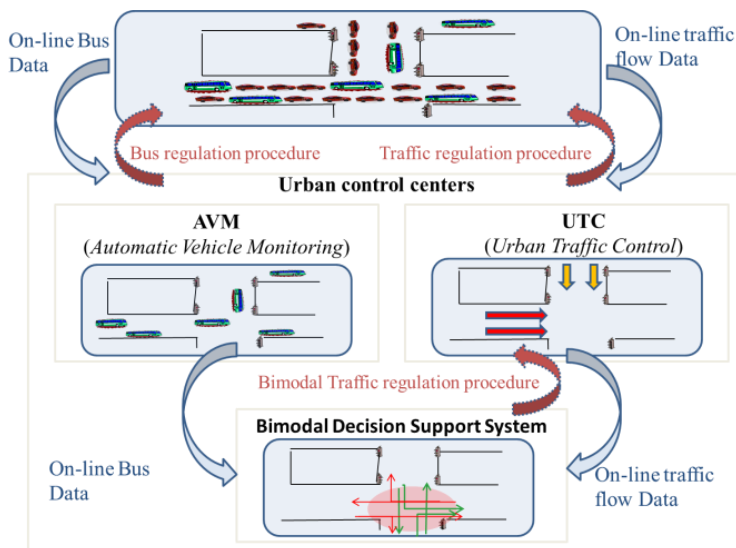 On-line Bus
Data
On-line traffic
flow Data
Bus regulation procedure
Traffic regulation procedure
Urban control centers
AVM
(Automatic Vehicle Monitoring)
UTC
(Urban Traffic Control)
Bimodal Traffic regulation procedure
Bimodal Decision Support System
On-line Bus
Data
On-line traffic
flow Data